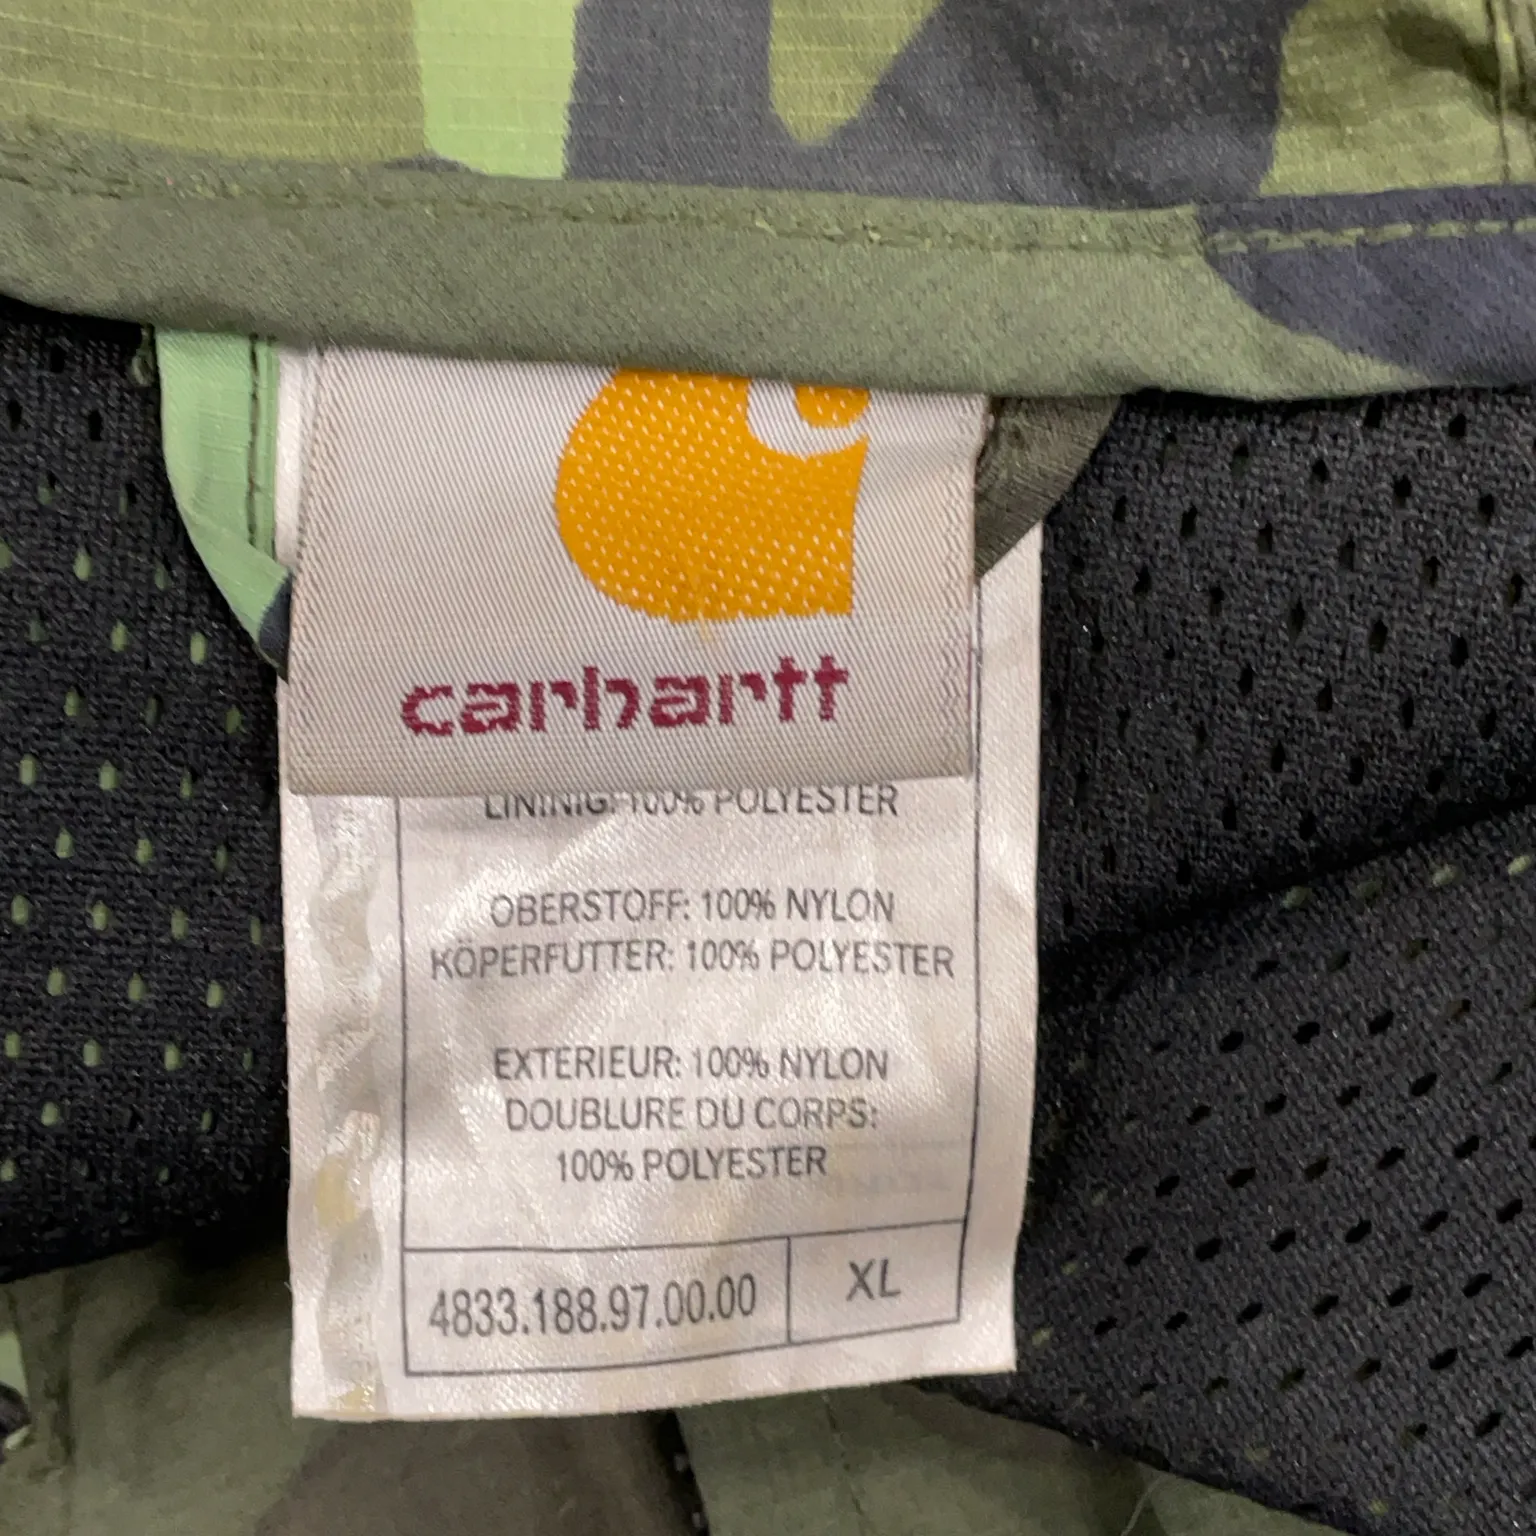 carhartt
LININIG: 100% POLYESTER
OBERSTOFF: 100% NYLON
KÖPERFUTTER: 100% POLYESTER
EXTERIEUR: 100% NYLON
DOUBLURE DU CORPS:
100% POLYESTER
4833.188.97.00.00 XL